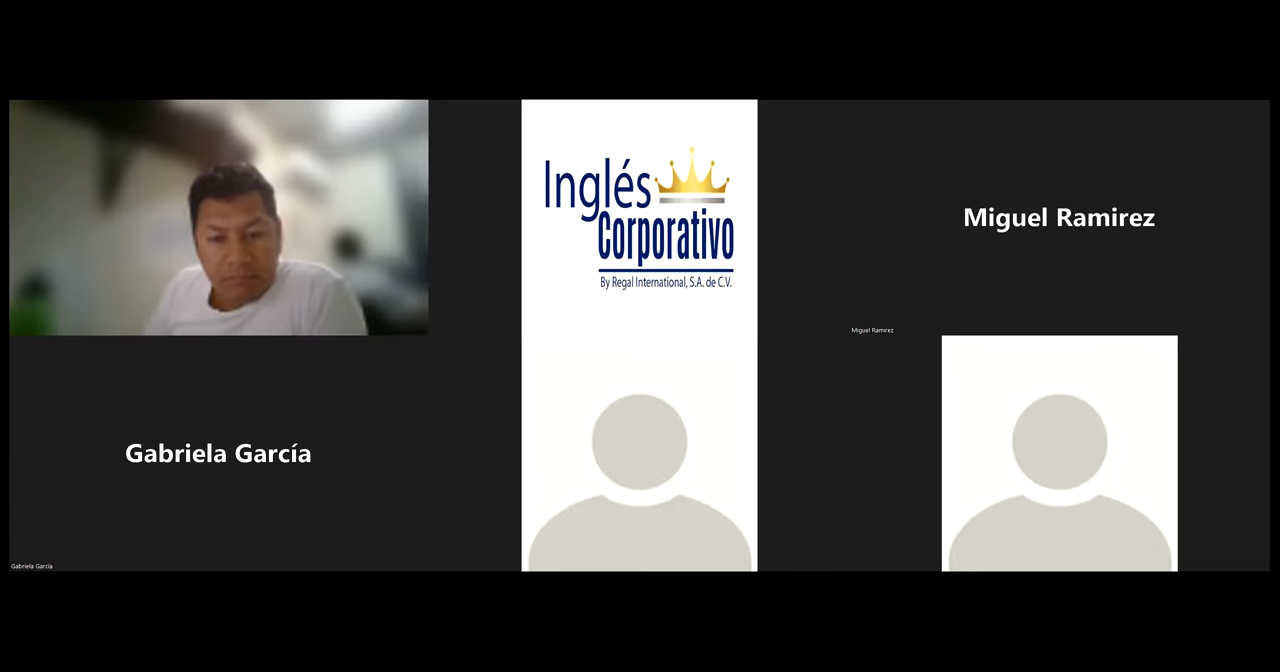 Inglés
Corporativo
By Regal International, S.A. de C.V.
Miguel Ramirez
Miguel Ramirez
Gabriela García
Gabriela García